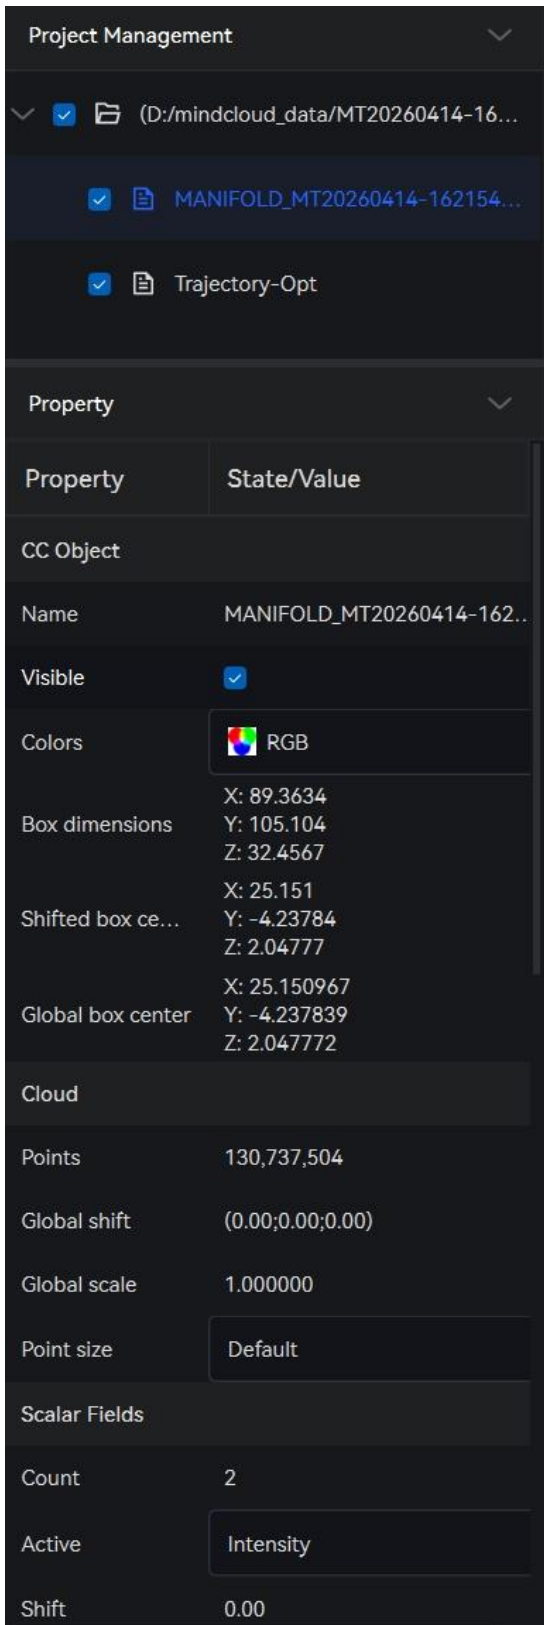 Project Management
(D:/mindcloud_data/MT20260414-16...
MANIFOLD_MT20260414-162154...
Trajectory-Opt
Property
Property State/Value
CC Object
Name MANIFOLD_MT20260414-162...
Visible
Colors RGB
Box dimensions X: 89.3634
Y: 105.104
Z: 32.4567
Shifted box ce... X: 25.151
Y: -4.23784
Z: 2.04777
Global box center X: 25.150967
Y: -4.237839
Z: 2.047772
Cloud
Points 130,737,504
Global shift (0.00;0.00;0.00)
Global scale 1.000000
Point size Default
Scalar Fields
Count 2
Active Intensity
Shift 0.00